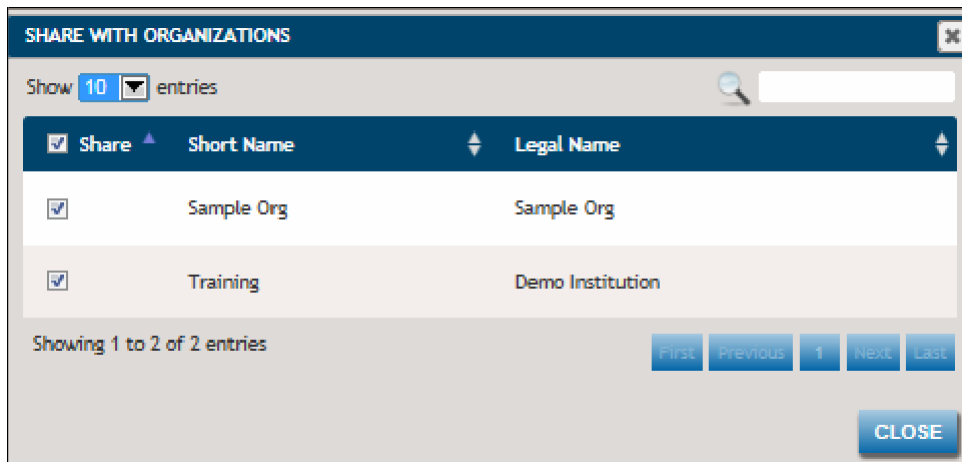 SHARE WITH ORGANIZATIONS
Show 10 entries
Share Short Name Legal Name
Sample Org Sample Org
Training Demo Institution
Showing 1 to 2 of 2 entries
First Previous 1 Next Last
CLOSE